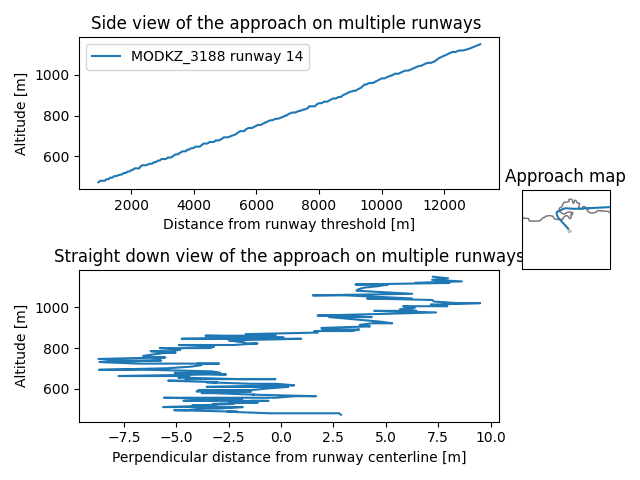 Side view of the approach on multiple runways
MODKZ_3188 runway 14
Altitude [m]
1000
800
600
2000 4000 6000 8000 10000 12000
Distance from runway threshold [m]
Approach map
Straight down view of the approach on multiple runways
Altitude [m]
1000
800
600
−7.5 −5.0 −2.5 0.0 2.5 5.0 7.5 10.0
Perpendicular distance from runway centerline [m]